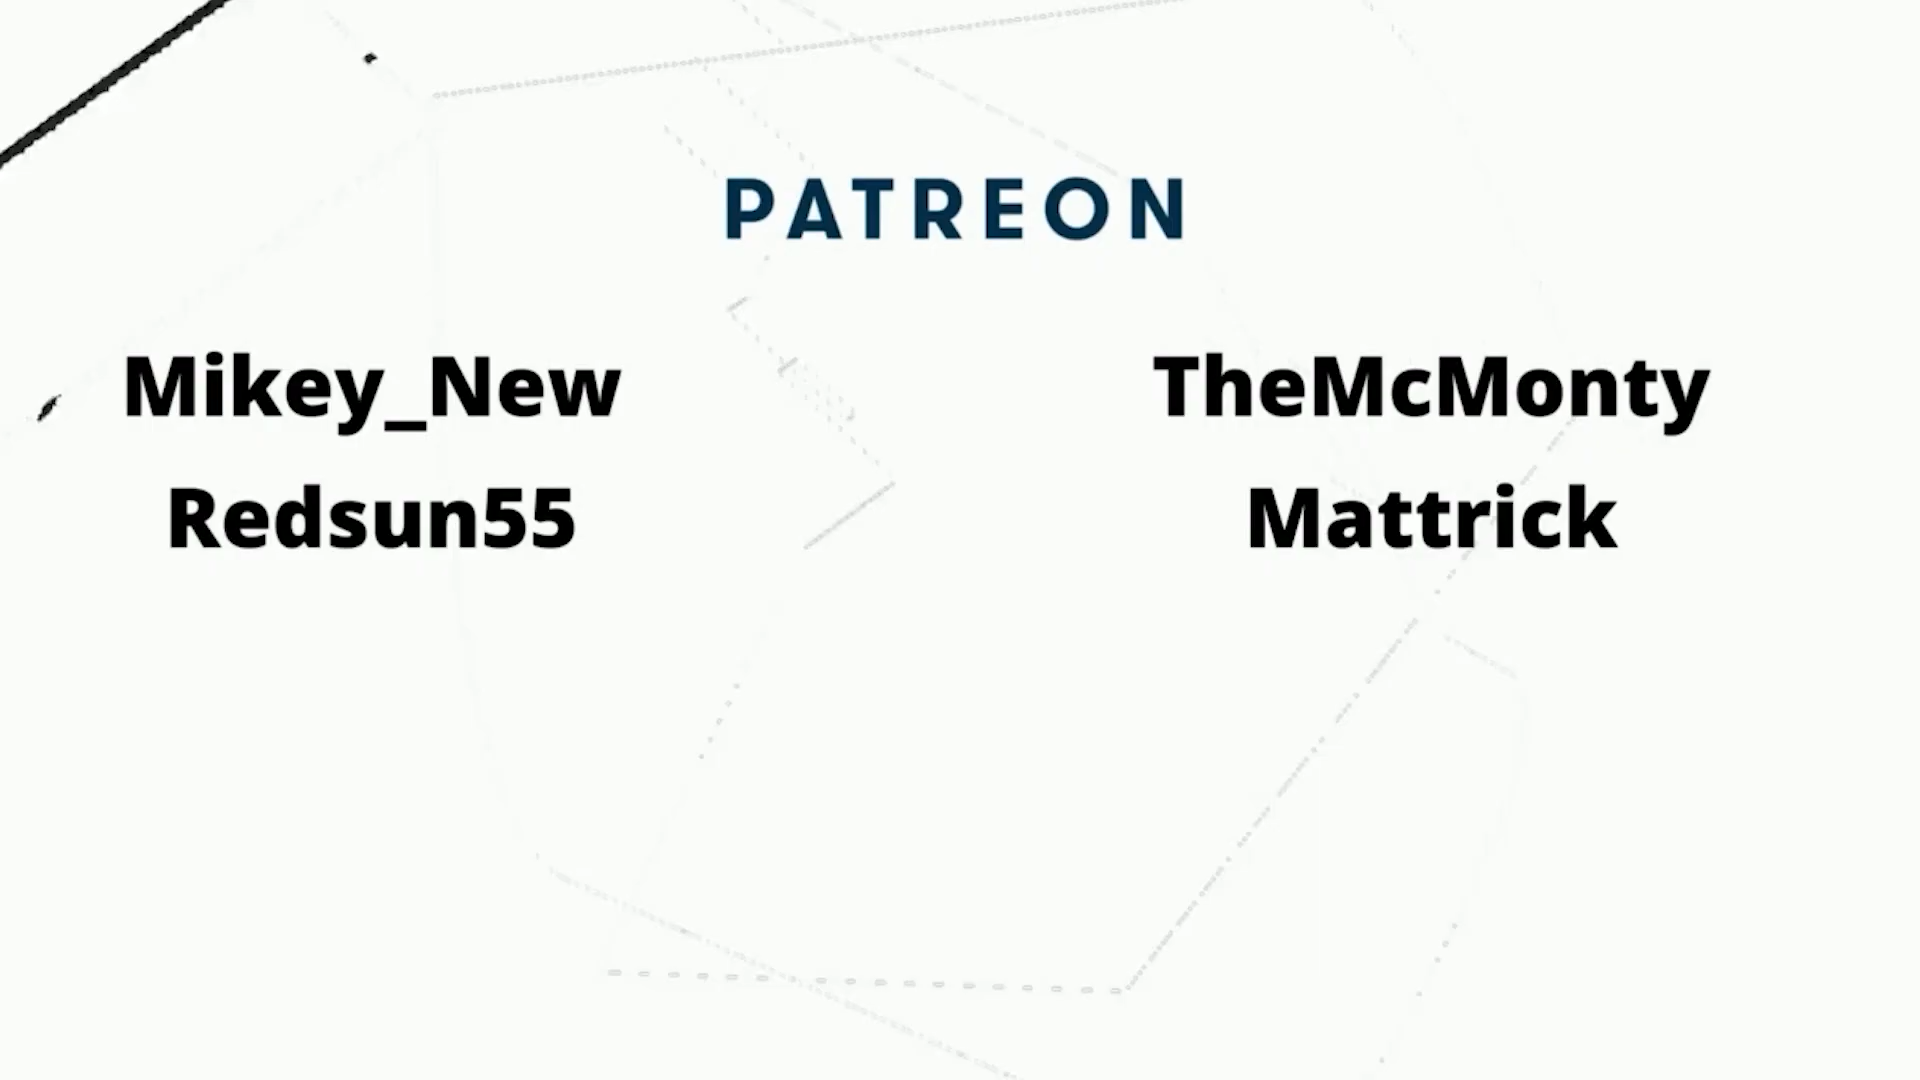 PATREON
Mikey_New
TheMcMonty
Redsun55
Mattrick